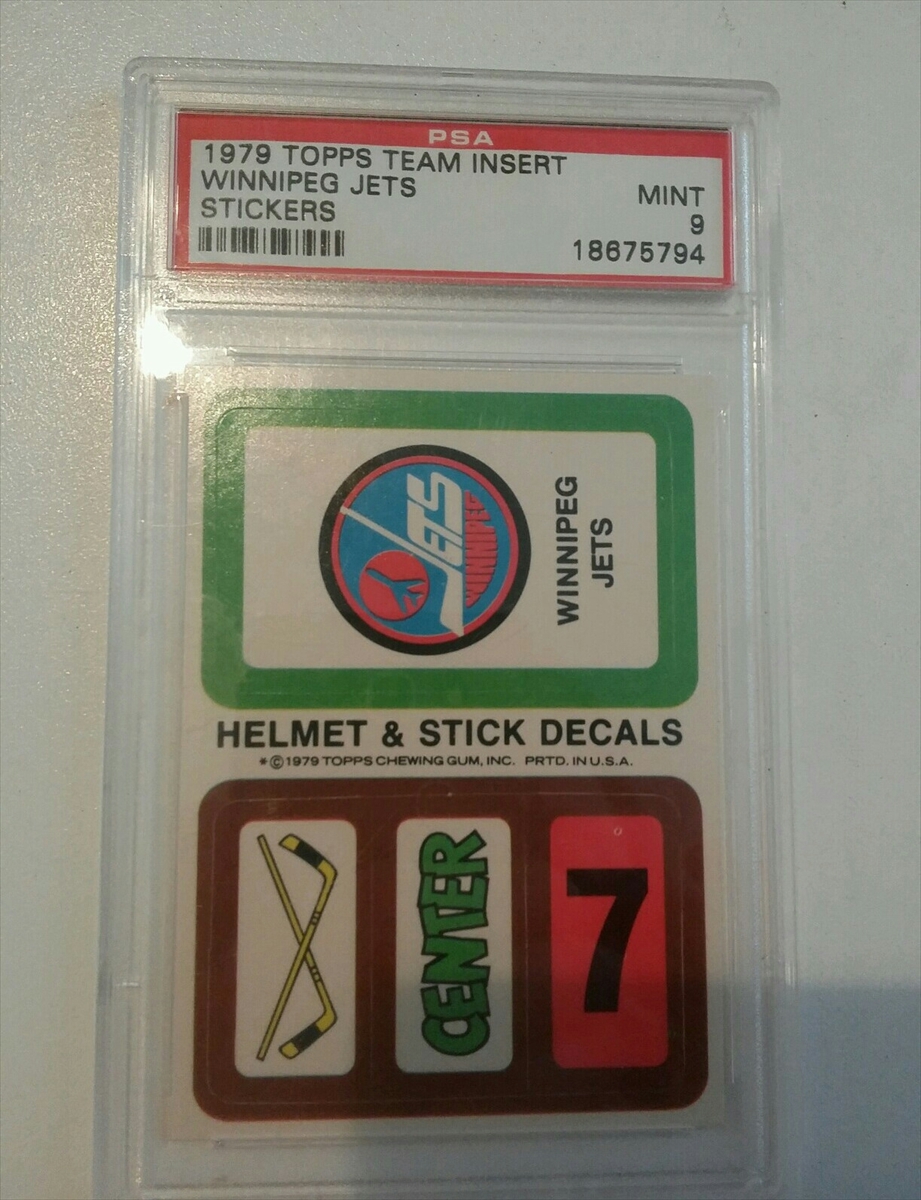 PSA
1979 TOPPS TEAM INSERT
WINNIPEG JETS
MINT
STICKERS
9
18675794
JETS
WINNIPEG
WINNIPEG
JETS
HELMET & STICK DECALS
*©1979 TOPPS CHEWING GUM, INC. PRTD. IN U.S.A.
CENTER
7